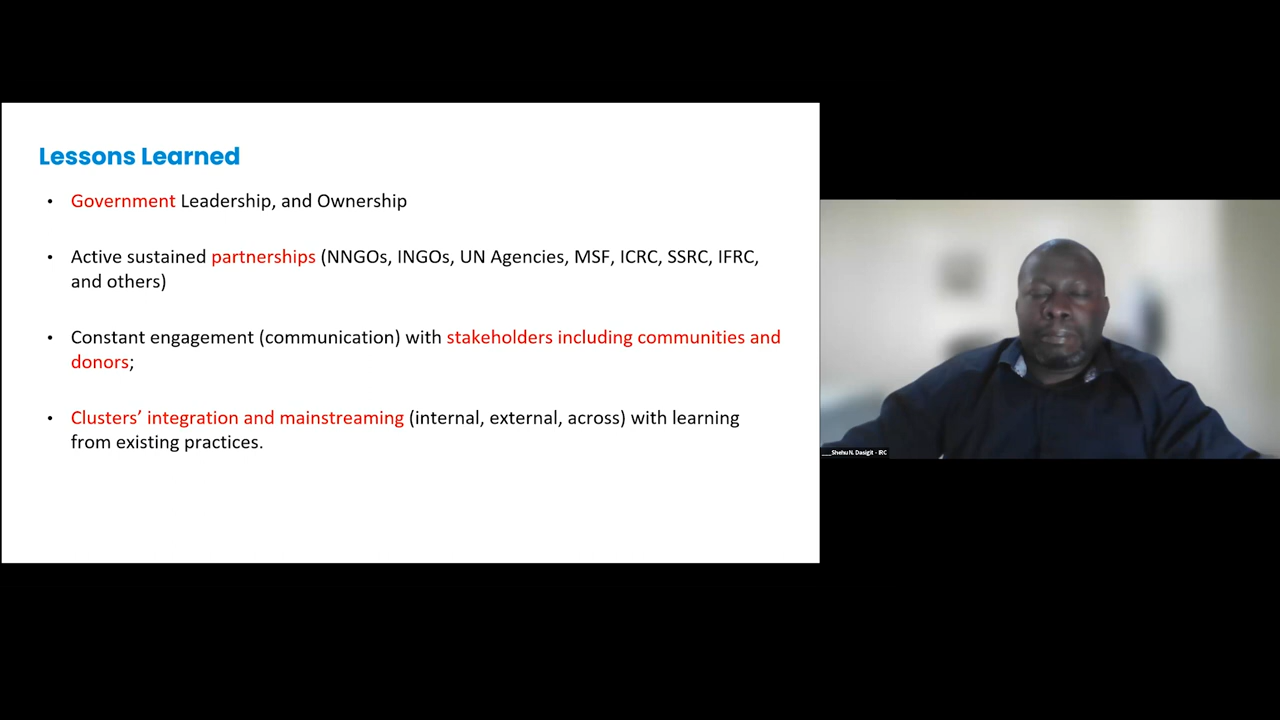 Lessons Learned
• Government Leadership, and Ownership
• Active sustained partnerships (NNGOs, INGOs, UN Agencies, MSF, ICRC, SSRC, IFRC,
and others)
• Constant engagement (communication) with stakeholders including communities and
donors;
• Clusters’ integration and mainstreaming (internal, external, across) with learning
from existing practices.
___Shehu N. Dasigit - IRC